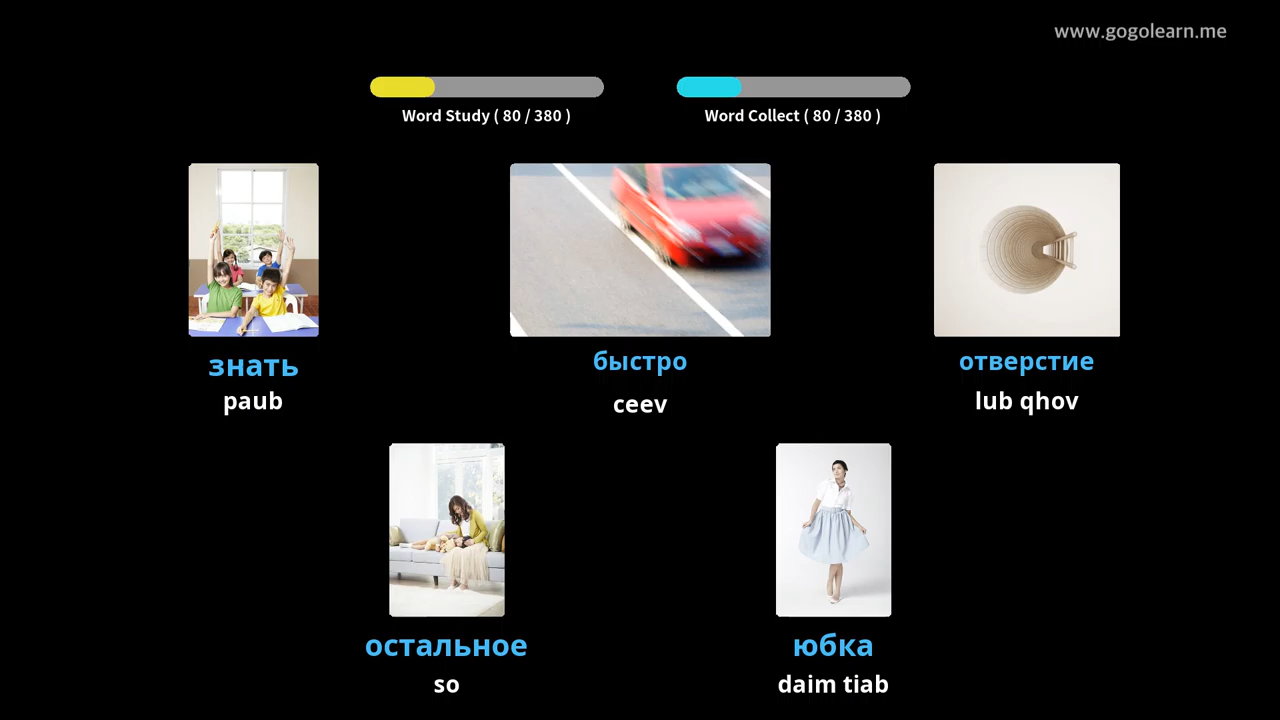 www.gogolearn.me
Word Study ( 80 / 380 )
Word Collect ( 80 / 380 )
знать
paub
быстро
ceev
отверстие
lub qhov
остальное
so
юбка
daim tiab